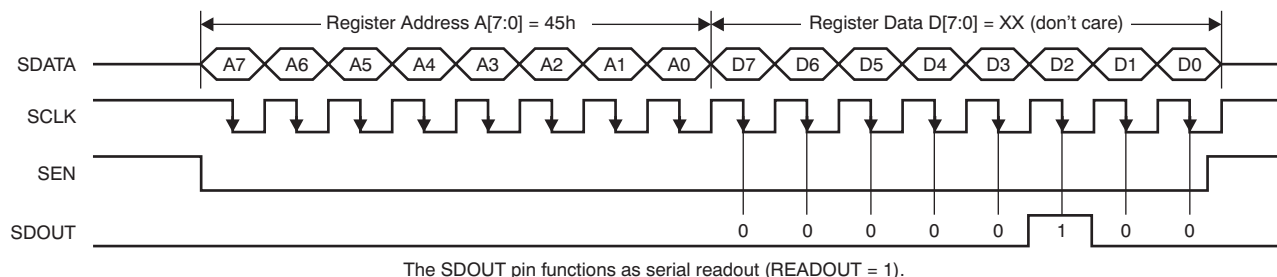 Register Address A[7:0] = 45h Register Data D[7:0] = XX (don’t care)
SDATA A7 A6 A5 A4 A3 A2 A1 A0 D7 D6 D5 D4 D3 D2 D1 D0
SCLK
SEN
SDOUT 0 0 0 0 0 1 0 0
The SDOUT pin functions as serial readout (READOUT = 1).